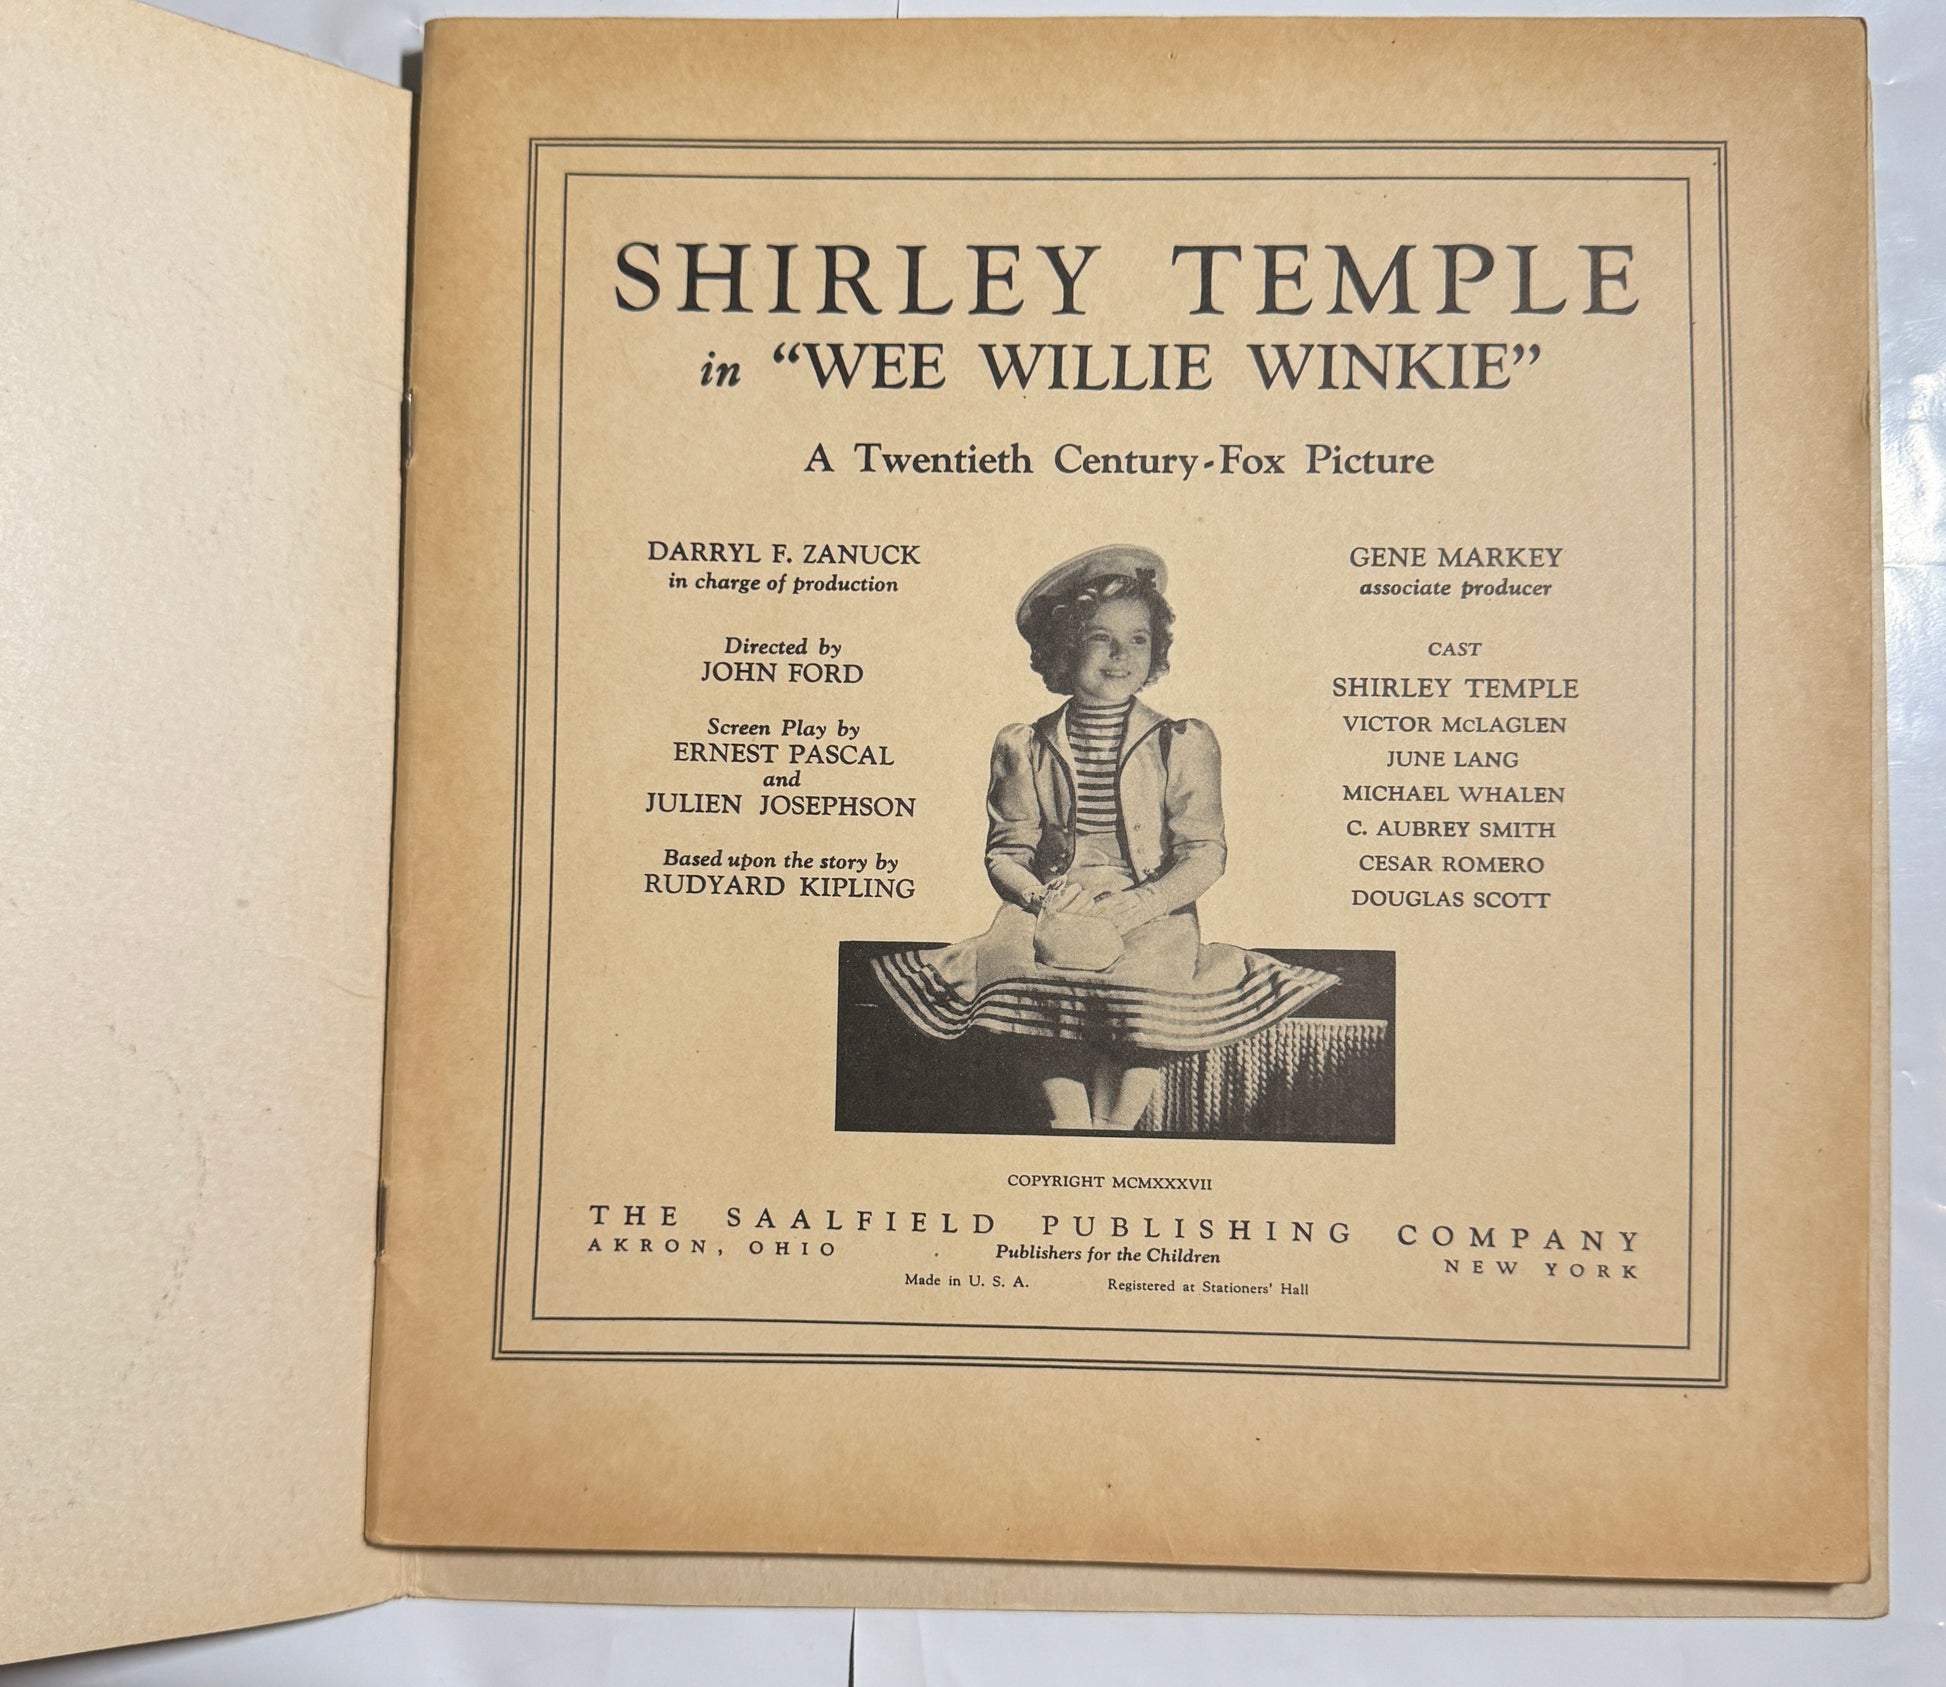 SHIRLEY TEMPLE
in "WEE WILLIE WINKIE"
A Twentieth Century-Fox Picture
DARRYL F. ZANUCK
in charge of production
Directed by
JOHN FORD
Screen Play by
ERNEST PASCAL
and
JULIEN JOSEPHSON
Based upon the story by
RUDYARD KIPLING
GENE MARKEY
associate producer
CAST
SHIRLEY TEMPLE
VICTOR McLAGLEN
JUNE LANG
MICHAEL WHALEN
C. AUBREY SMITH
CESAR ROMERO
DOUGLAS SCOTT
COPYRIGHT MCMXXXVII
THE SAALFIELD PUBLISHING COMPANY
AKRON, OHIO Publishers for the Children NEW YORK
Made in U. S. A. Registered at Stationers' Hall